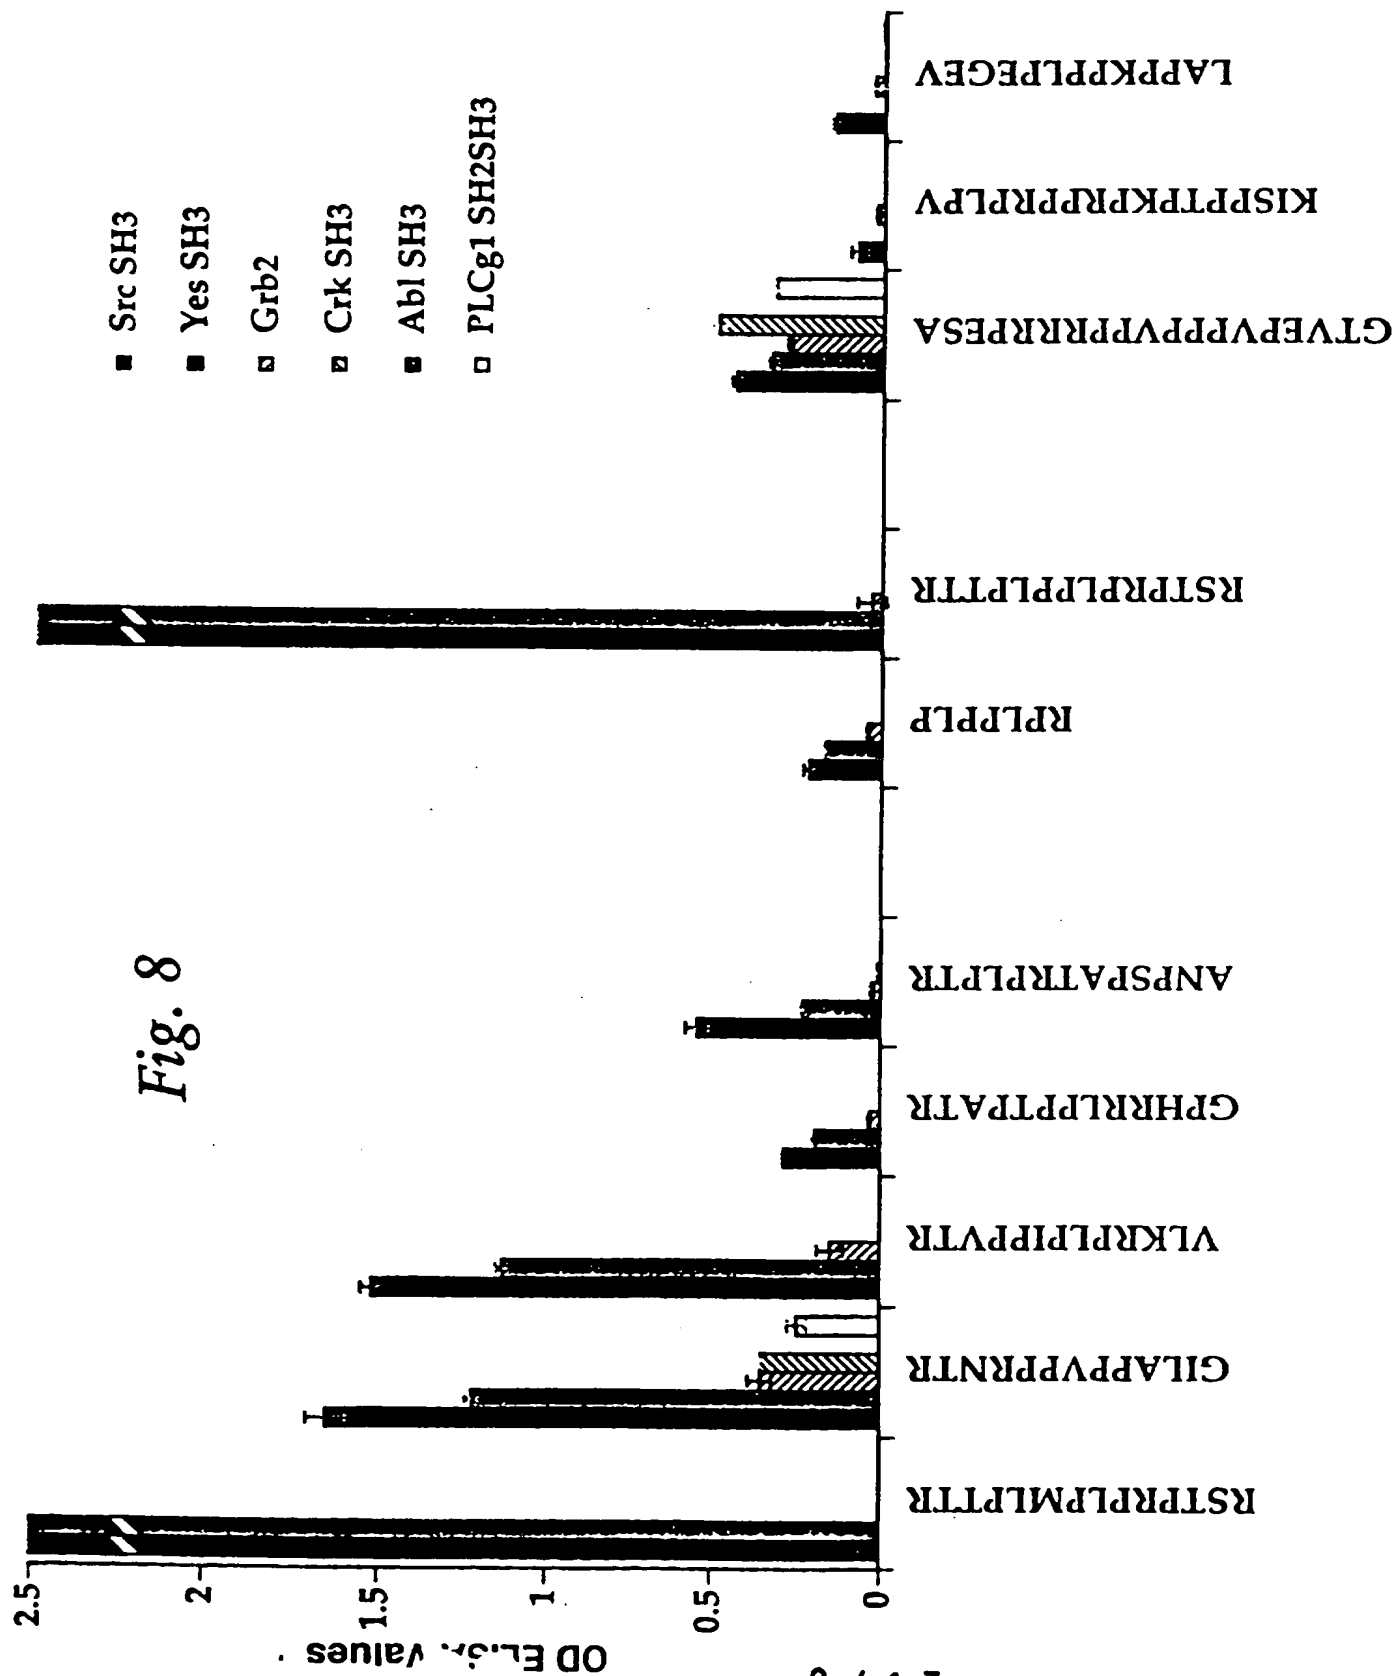 Fig. 8
Src SH3
Yes SH3
Grb2
Crk SH3
Abl SH3
PLCg1 SH2SH3
2.5
2
1.5
1
0.5
0
OD Values
RSTPRPLPMLPTTR
GILAPPVPPRNTR
VLKRPLPIPPVTR
GPHRRLPPTPATR
ANPSPATRPLPTR
RPLPPLP
RSTPRPLPPLPTTR
GTVEPVPPPVPPRRRPESA
KISPPTPKPRPPRPLPV
LAPPKPPLPEGEV